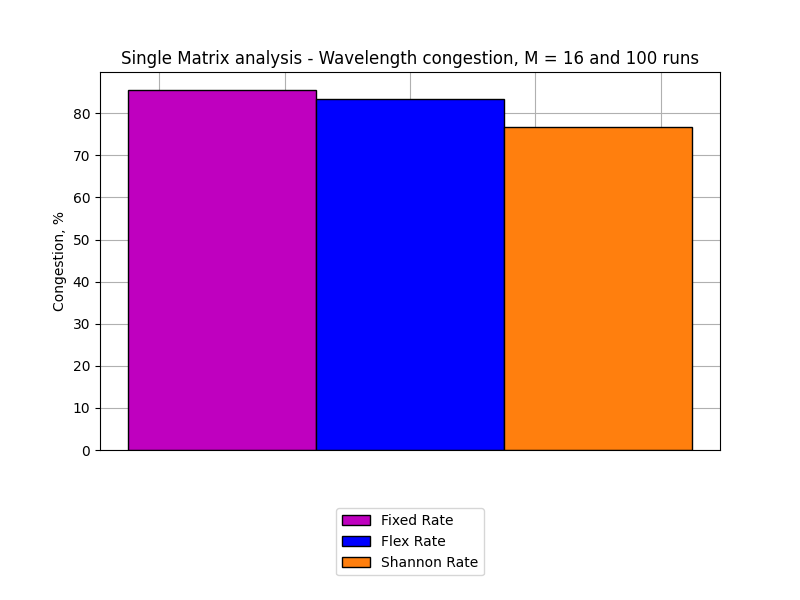 Single Matrix analysis - Wavelength congestion, M = 16 and 100 runs
80
70
60
50
40
30
20
10
0
Congestion, %
Fixed Rate
Flex Rate
Shannon Rate